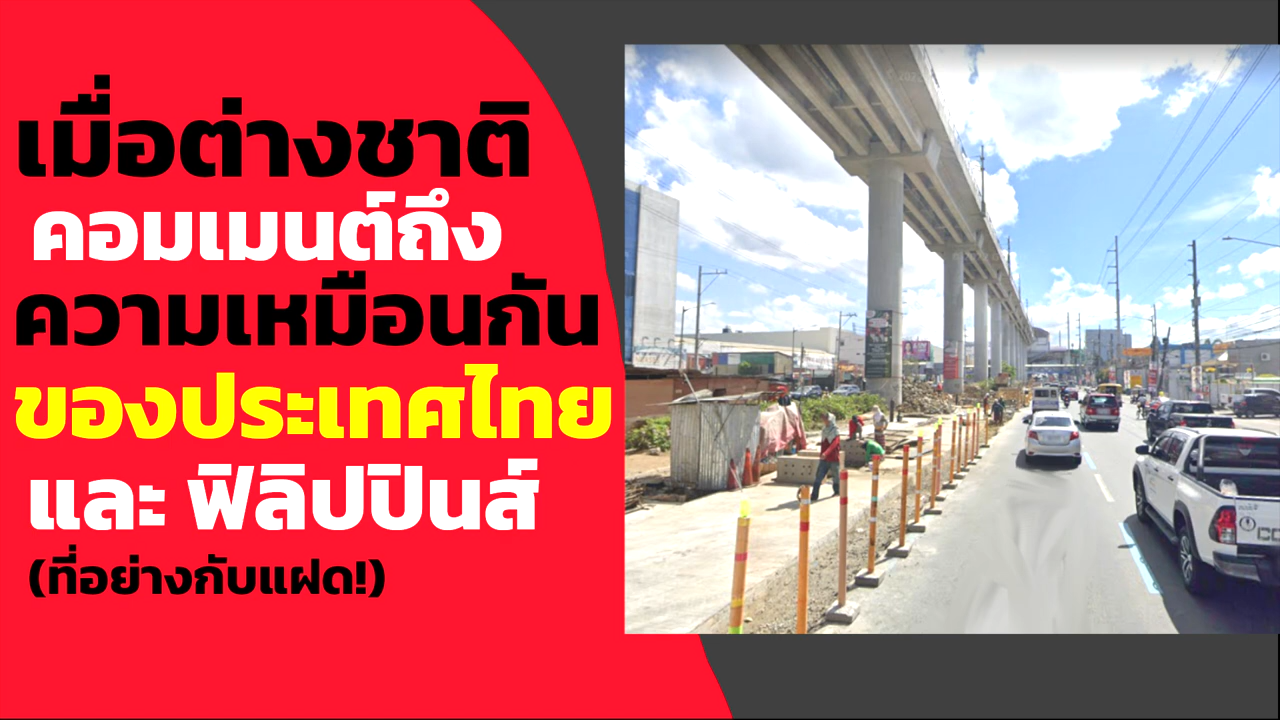 เมื่อต่างชาติ
คอมเมนต์ถึง
ความเหมือนกัน
ของประเทศไทย
และ ฟิลิปปินส์
(ที่อย่างกับแฝด!)